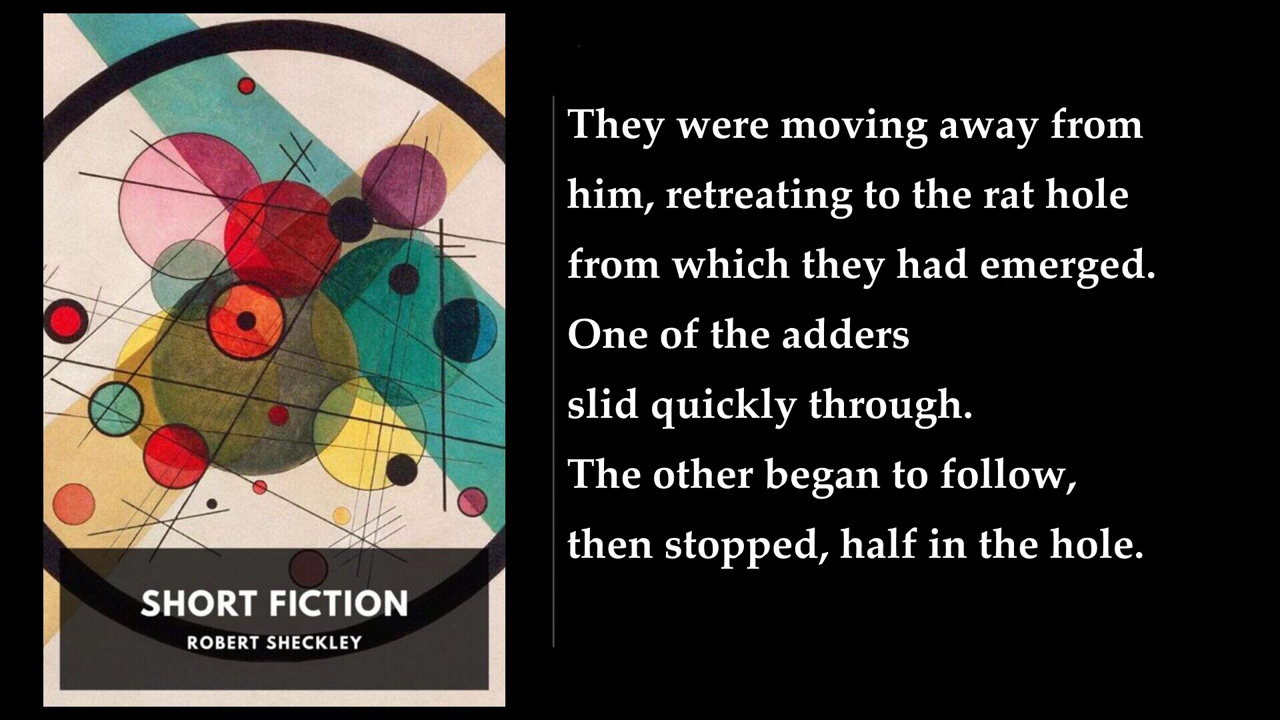 SHORT FICTION
ROBERT SHECKLEY
They were moving away from
him, retreating to the rat hole
from which they had emerged.
One of the adders
slid quickly through.
The other began to follow,
then stopped, half in the hole.